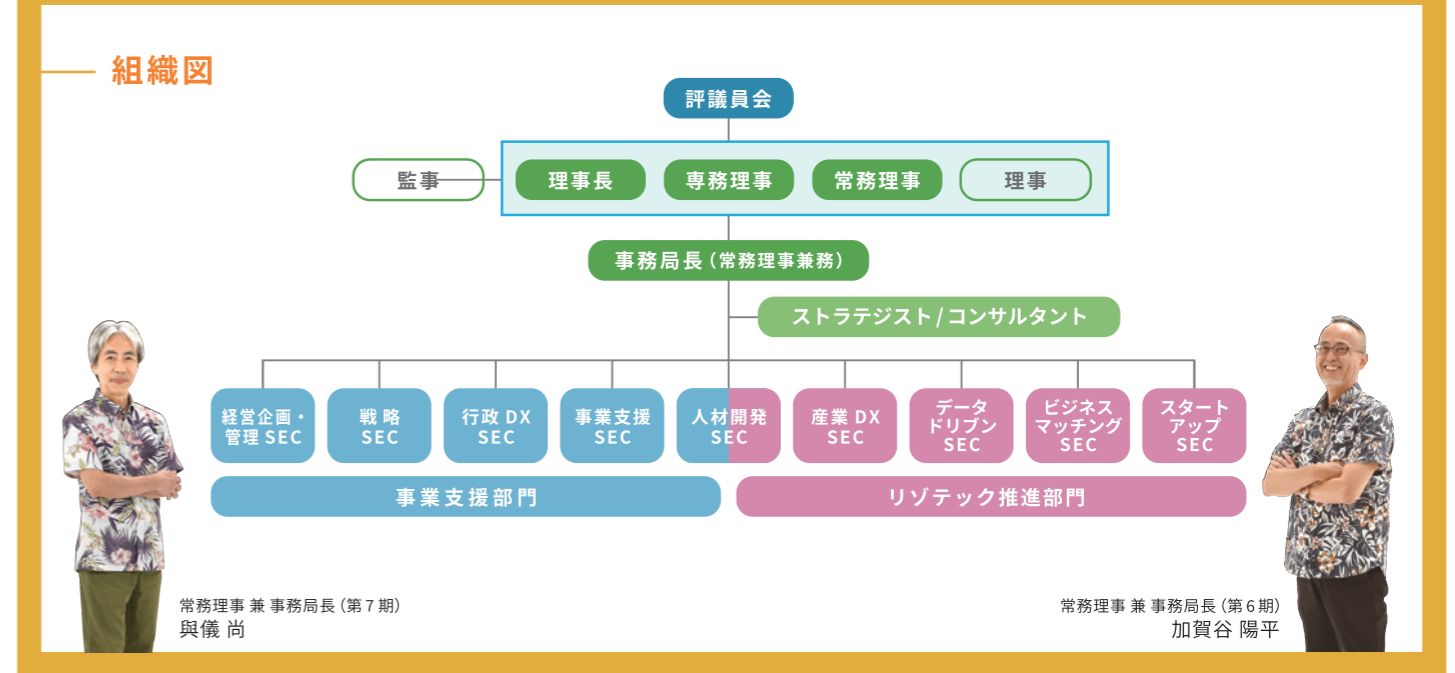 組織図
評議員会
監事
理事長
専務理事
常務理事
理事
事務局長（常務理事兼務）
ストラテジスト / コンサルタント
経営企画・
管理 SEC
戦 略
SEC
行政 DX
SEC
事業支援
SEC
人材開発
SEC
産業 DX
SEC
データ
ドリブン
SEC
ビジネス
マッチング
SEC
スタート
アップ
SEC
事業支援部門
リゾテック推進部門
常務理事 兼 事務局長（第７期）
與儀 尚
常務理事 兼 事務局長（第６期）
加賀谷 陽平